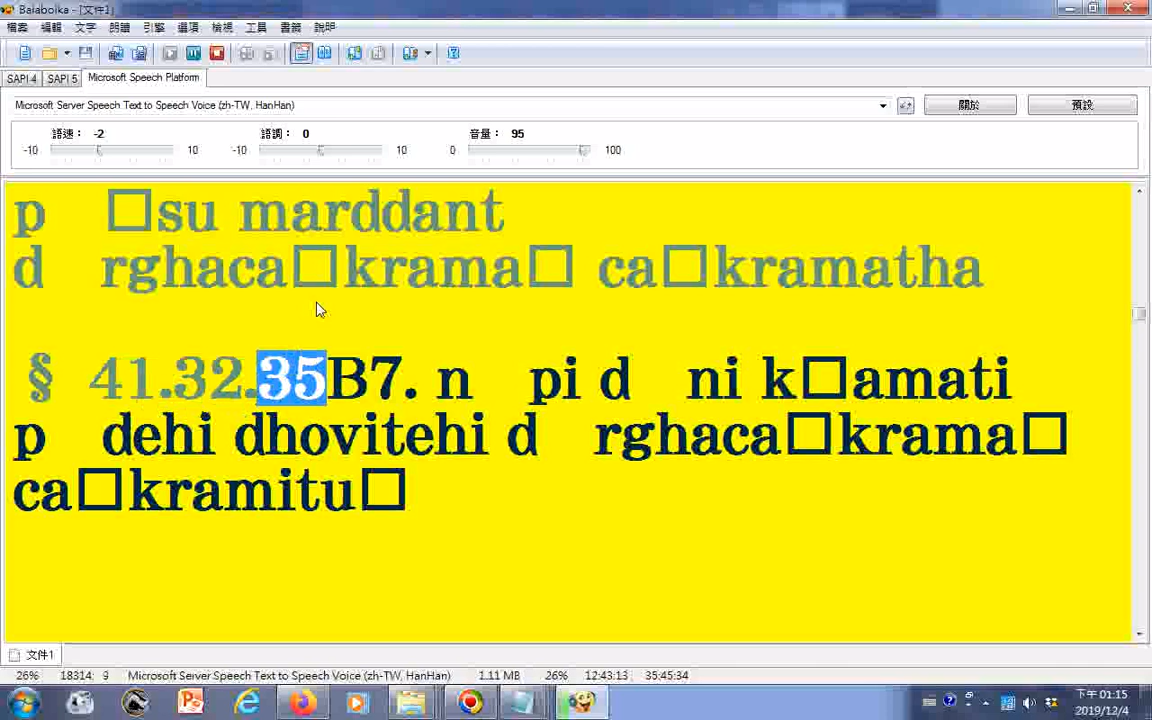 Balabolka - [文件1]
檔案 編輯 文字 朗讀 引擎 選項 檢視 工具 書籤 說明
SAPI 4 SAPI 5 Microsoft Speech Platform
Microsoft Server Speech Text to Speech Voice (zh-TW, HanHan) 關於 預設
語速： -2 語調： 0 音量： 95
-10 10 -10 10 0 100
p □su marddant
d rghaca□krama□ ca□kramatha
§ 41.32.35B7. n pi d ni k□amati
p dehi dhovitehi d rghaca□krama□
ca□kramitu□
文件1
26% 18314: 9 Microsoft Server Speech Text to Speech Voice (zh-TW, HanHan) 1.11 MB 26% 12:43:13 35:45:34
下午 01:15
2019/12/4